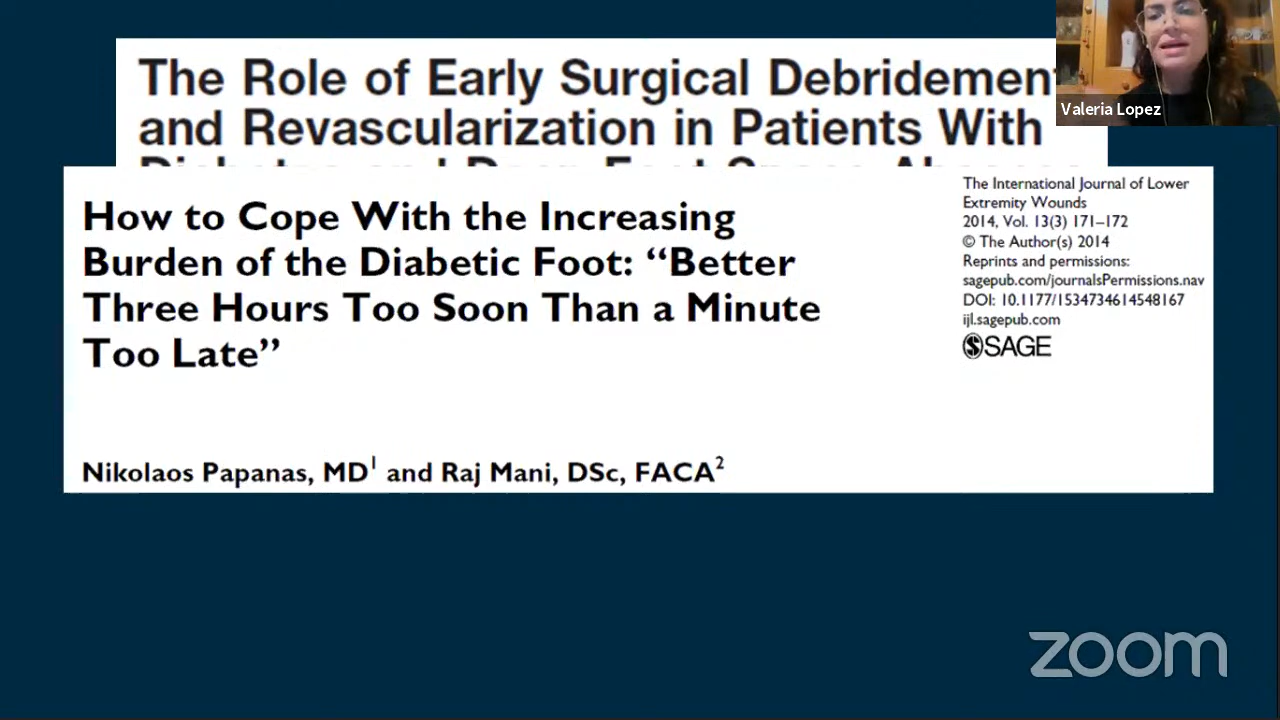 The Role of Early Surgical Debridement
and Revascularization in Patients With
Valeria Lopez
How to Cope With the Increasing
Burden of the Diabetic Foot: “Better
Three Hours Too Soon Than a Minute
Too Late”
Nikolaos Papanas, MD1 and Raj Mani, DSc, FACA2
The International Journal of Lower
Extremity Wounds
2014, Vol. 13(3) 171–172
© The Author(s) 2014
Reprints and permissions:
sagepub.com/journalsPermissions.nav
DOI: 10.1177/1534734614548167
ijl.sagepub.com
SAGE
zoom